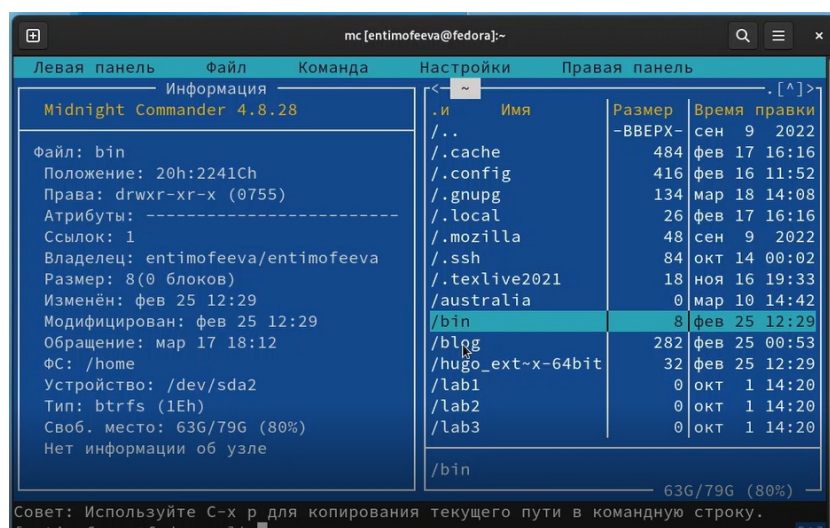 mc [entimofeeva@fedora]:~
Левая панель Файл Команда Настройки Правая панель
Информация
Midnight Commander 4.8.28
Файл: bin
Положение: 20h:2241Ch
Права: drwxr-xr-x (0755)
Атрибуты: -------------------------
Ссылок: 1
Владелец: entimofeeva/entimofeeva
Размер: 8(0 блоков)
Изменён: фев 25 12:29
Модифицирован: фев 25 12:29
Обращение: мар 17 18:12
ФС: /home
Устройство: /dev/sda2
Тип: btrfs (1Eh)
Своб. место: 63G/79G (80%)
Нет информации об узле
<- ~ .[^]>
.и Имя Размер Время правки
/.. -ВВЕРХ- сен 9 2022
/.cache 484 фев 17 16:16
/.config 416 фев 16 11:52
/.gnupg 134 мар 18 14:08
/.local 26 фев 17 16:16
/.mozilla 48 сен 9 2022
/.ssh 84 окт 14 00:02
/.texlive2021 18 ноя 16 19:33
/australia 0 мар 10 14:42
/bin 8 фев 25 12:29
/blog 282 фев 25 00:53
/hugo_ext~x-64bit 32 фев 25 12:29
/lab1 0 окт 1 14:20
/lab2 0 окт 1 14:20
/lab3 0 окт 1 14:20
/bin
63G/79G (80%)
Совет: Используйте C-x p для копирования текущего пути в командную строку.